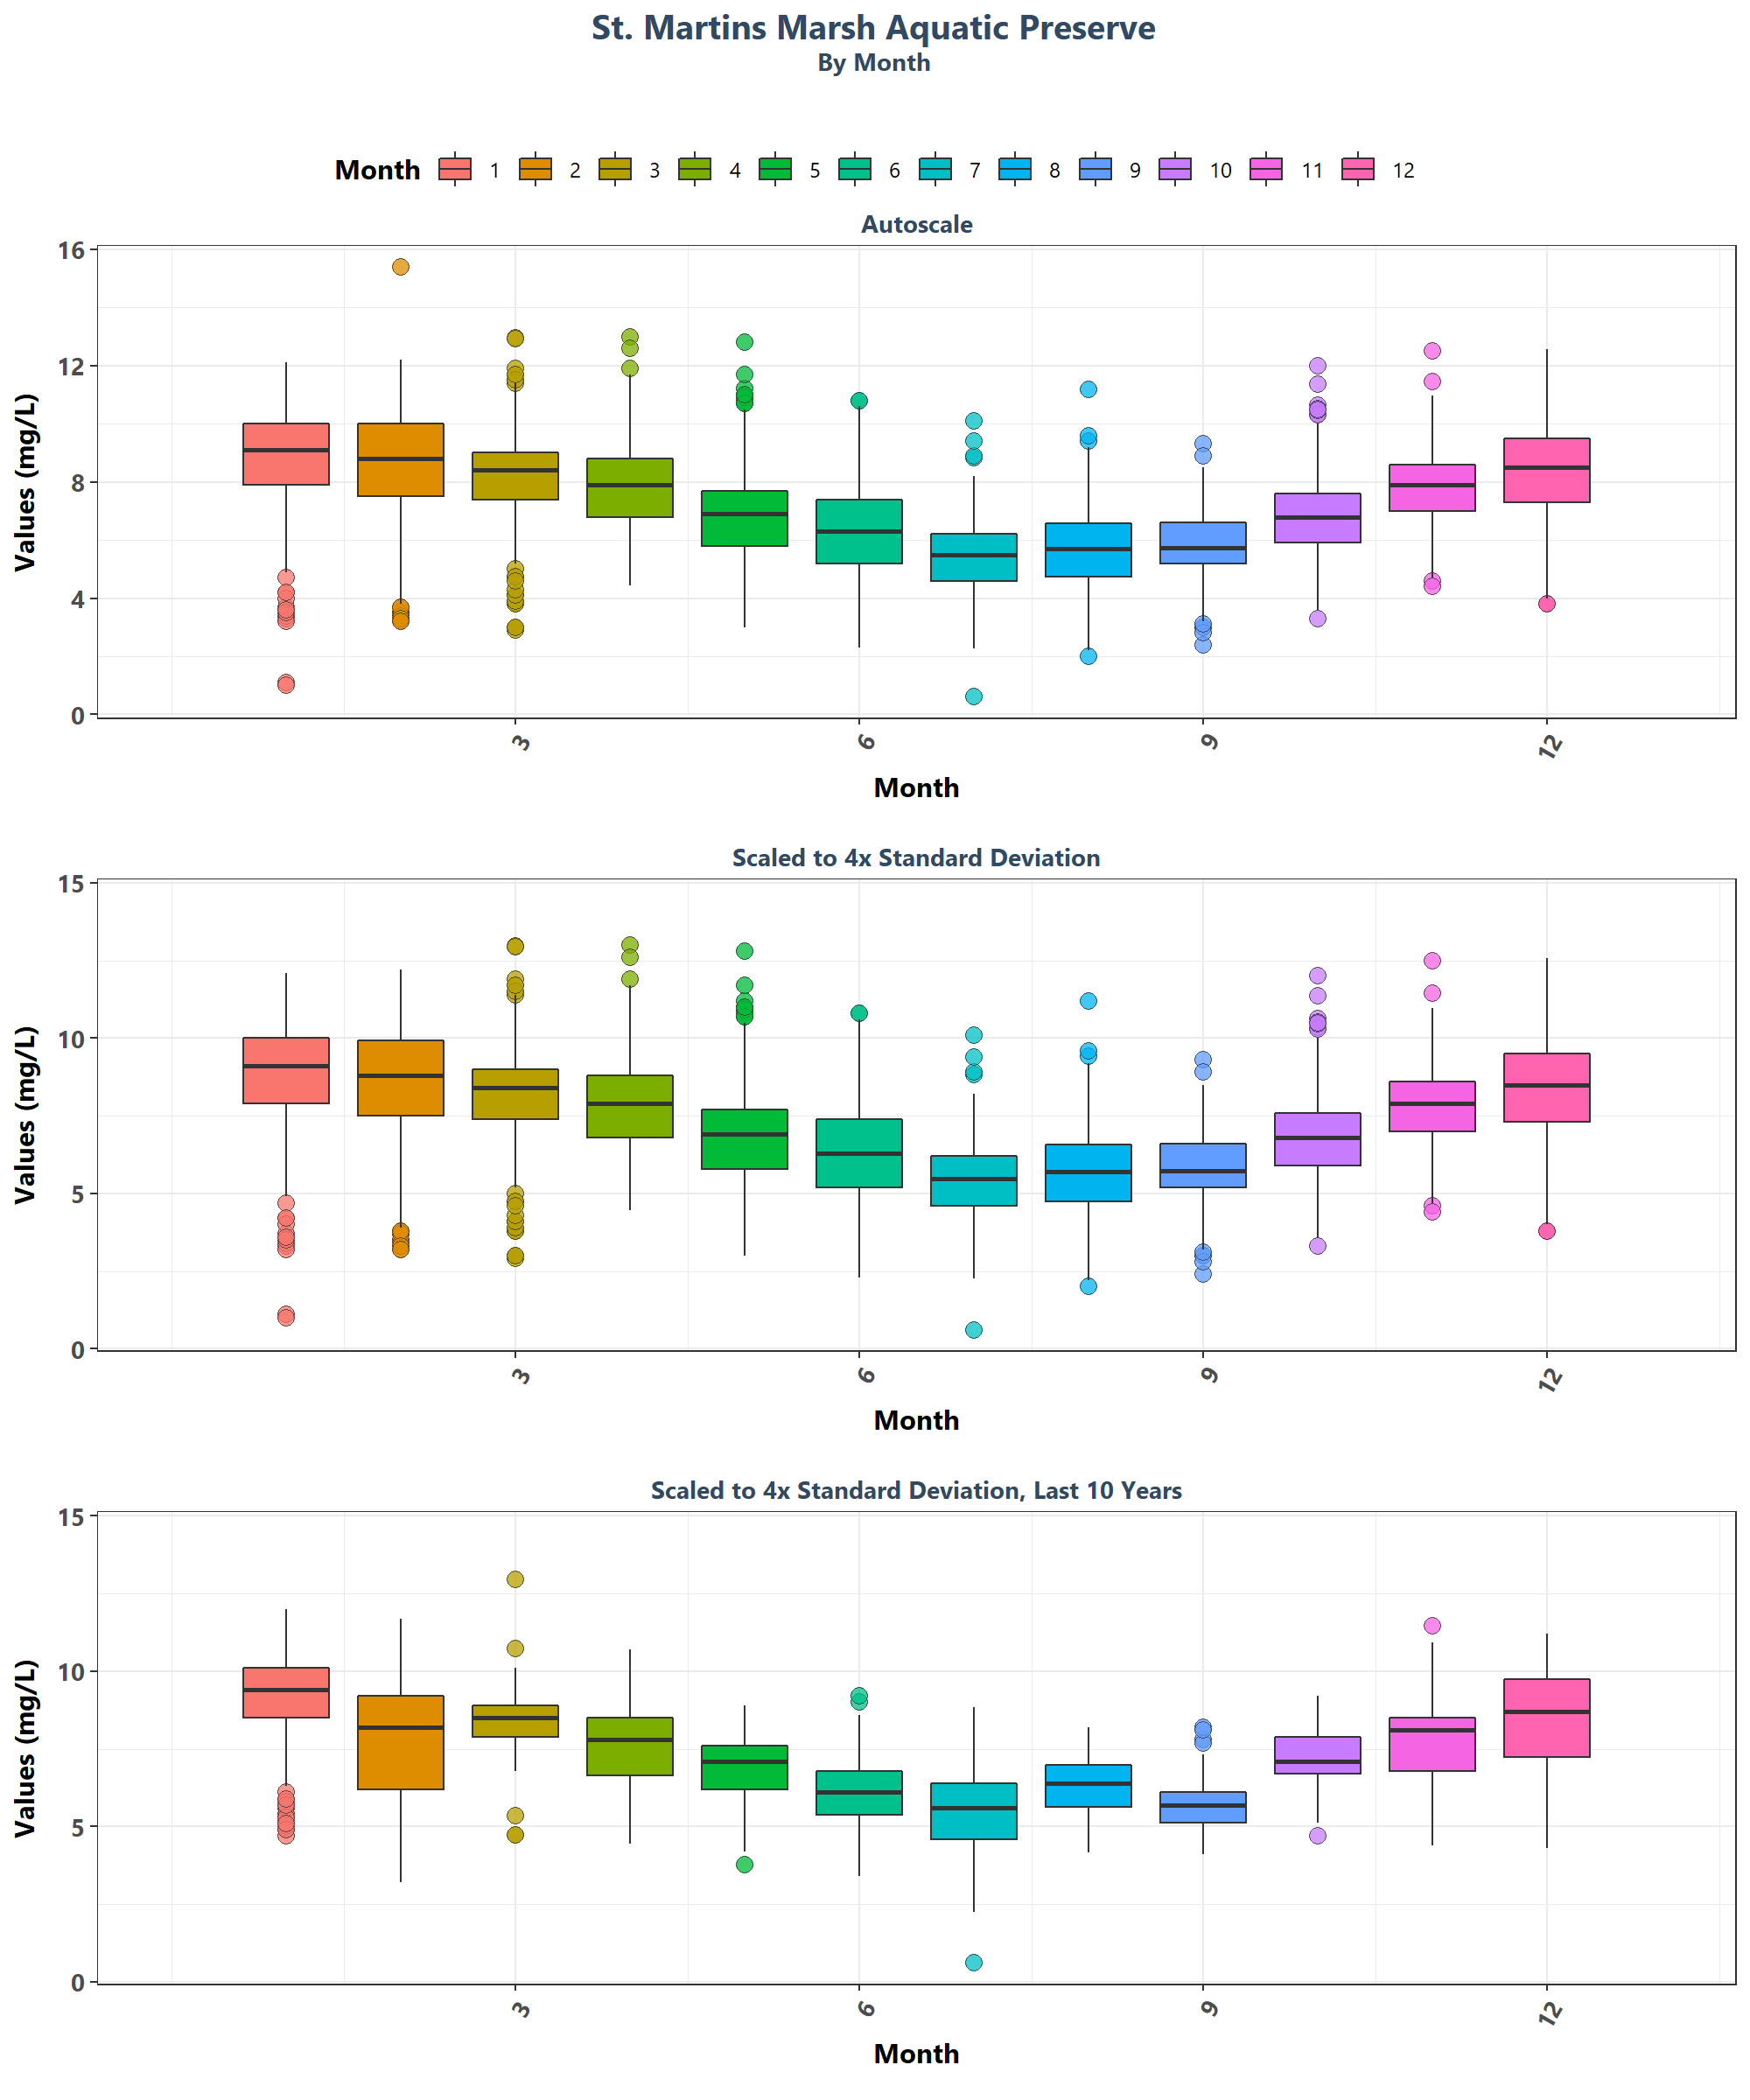 St. Martins Marsh Aquatic Preserve
By Month
Month 1 2 3 4 5 6 7 8 9 10 11 12
Autoscale
Values (mg/L)
16
12
8
4
0
3 6 9 12
Month
Scaled to 4x Standard Deviation
Values (mg/L)
15
10
5
0
3 6 9 12
Month
Scaled to 4x Standard Deviation, Last 10 Years
Values (mg/L)
15
10
5
0
3 6 9 12
Month